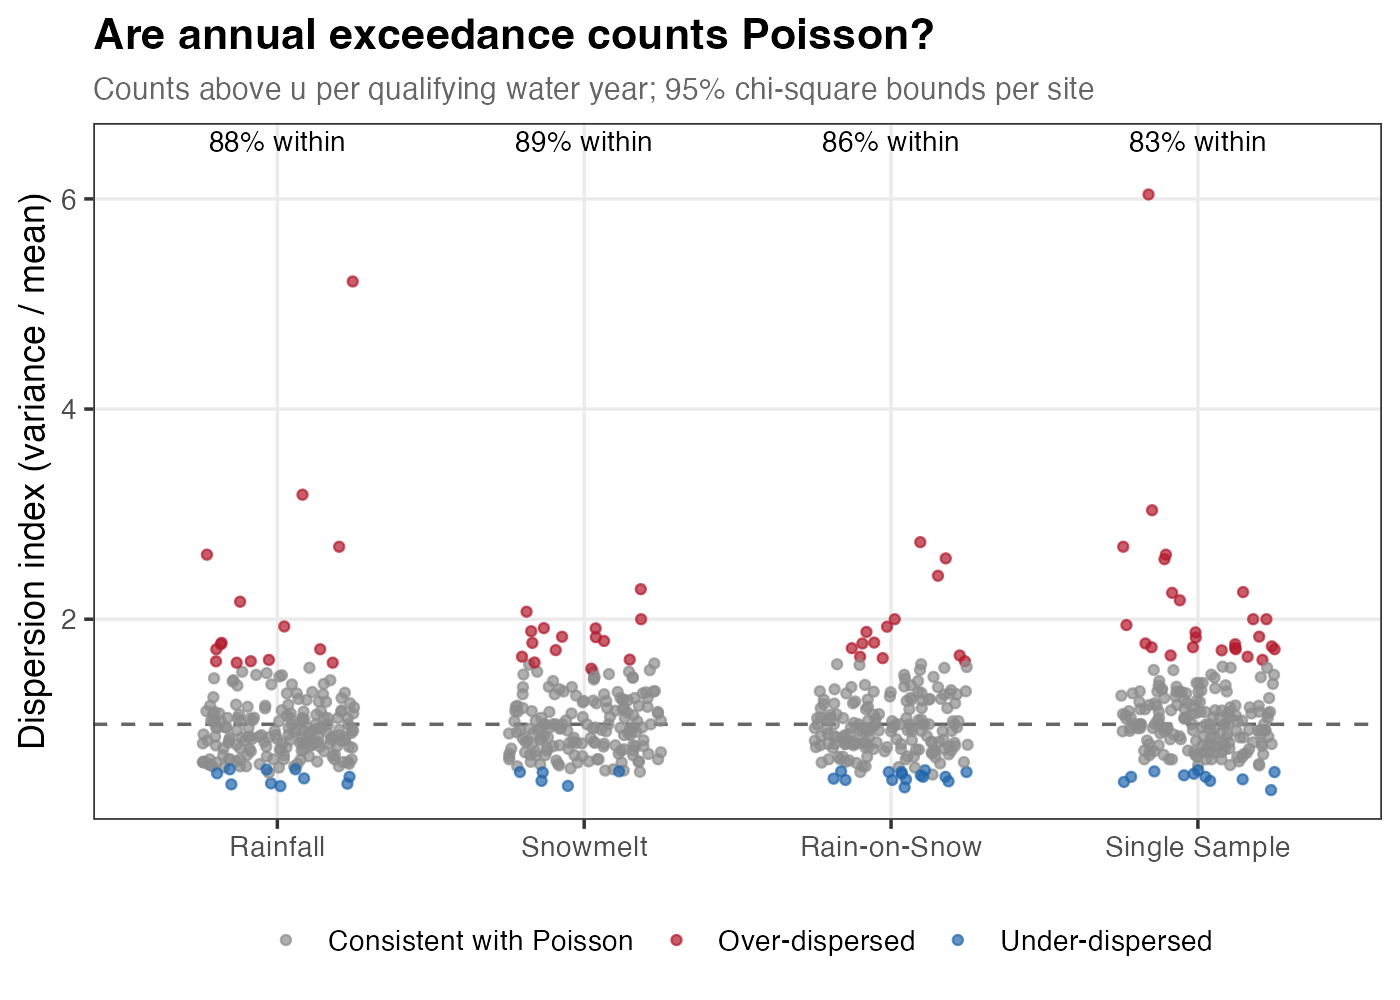 Are annual exceedance counts Poisson?
Counts above u per qualifying water year; 95% chi-square bounds per site
88% within 89% within 86% within 83% within
Dispersion index (variance / mean)
6
4
2
Rainfall Snowmelt Rain-on-Snow Single Sample
Consistent with Poisson Over-dispersed Under-dispersed